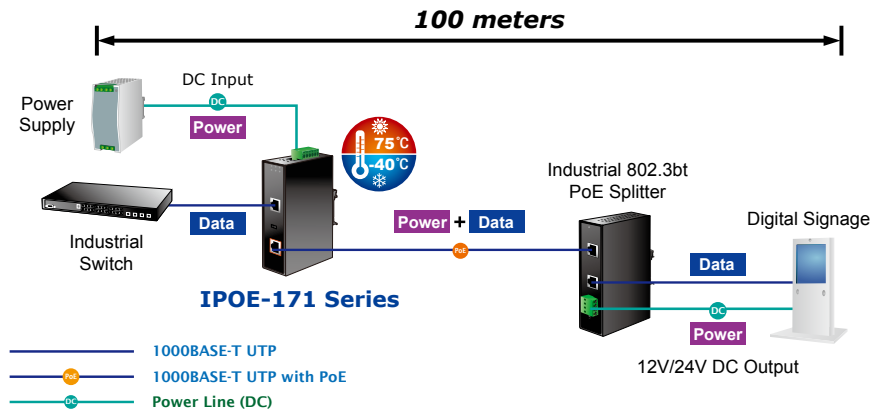 100 meters
DC Input
Power
Supply
DC
Power
75°C
-40°C
Industrial 802.3bt
PoE Splitter
Data
Power + Data
Digital Signage
Industrial
Switch
PoE
Data
IPOE-171 Series
DC
Power
12V/24V DC Output
1000BASE-T UTP
PoE
1000BASE-T UTP with PoE
DC
Power Line (DC)